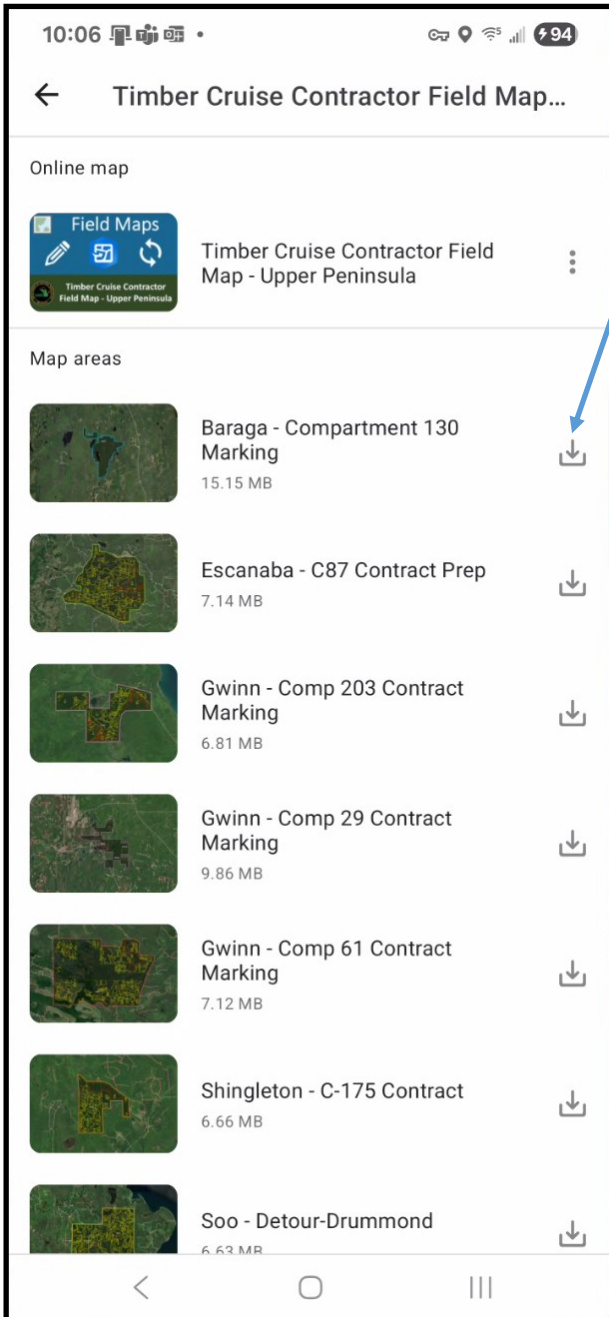 10:06
94
Timber Cruise Contractor Field Map...
Online map
Field Maps
Timber Cruise Contractor
Field Map - Upper Peninsula
Timber Cruise Contractor Field
Map - Upper Peninsula
Map areas
Baraga - Compartment 130
Marking
15.15 MB
Escanaba - C87 Contract Prep
7.14 MB
Gwinn - Comp 203 Contract
Marking
6.81 MB
Gwinn - Comp 29 Contract
Marking
9.86 MB
Gwinn - Comp 61 Contract
Marking
7.12 MB
Shingleton - C-175 Contract
6.66 MB
Soo - Detour-Drummond
6.63 MB